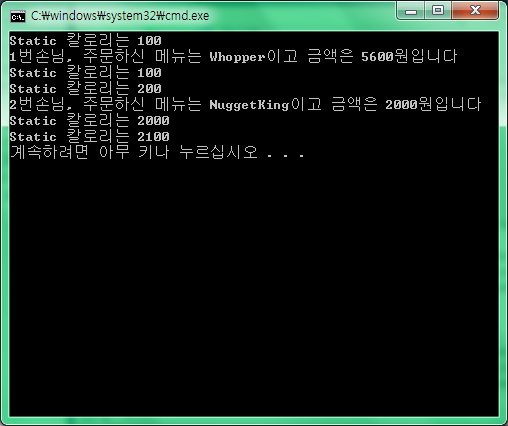 C:₩windows₩system32₩cmd.exe
Static 칼로리는 100
1번손님, 주문하신 메뉴는 Whopper이고 금액은 5600원입니다
Static 칼로리는 100
Static 칼로리는 200
2번손님, 주문하신 메뉴는 NuggetKing이고 금액은 2000원입니다
Static 칼로리는 2000
Static 칼로리는 2100
계속하려면 아무 키나 누르십시오 . . .